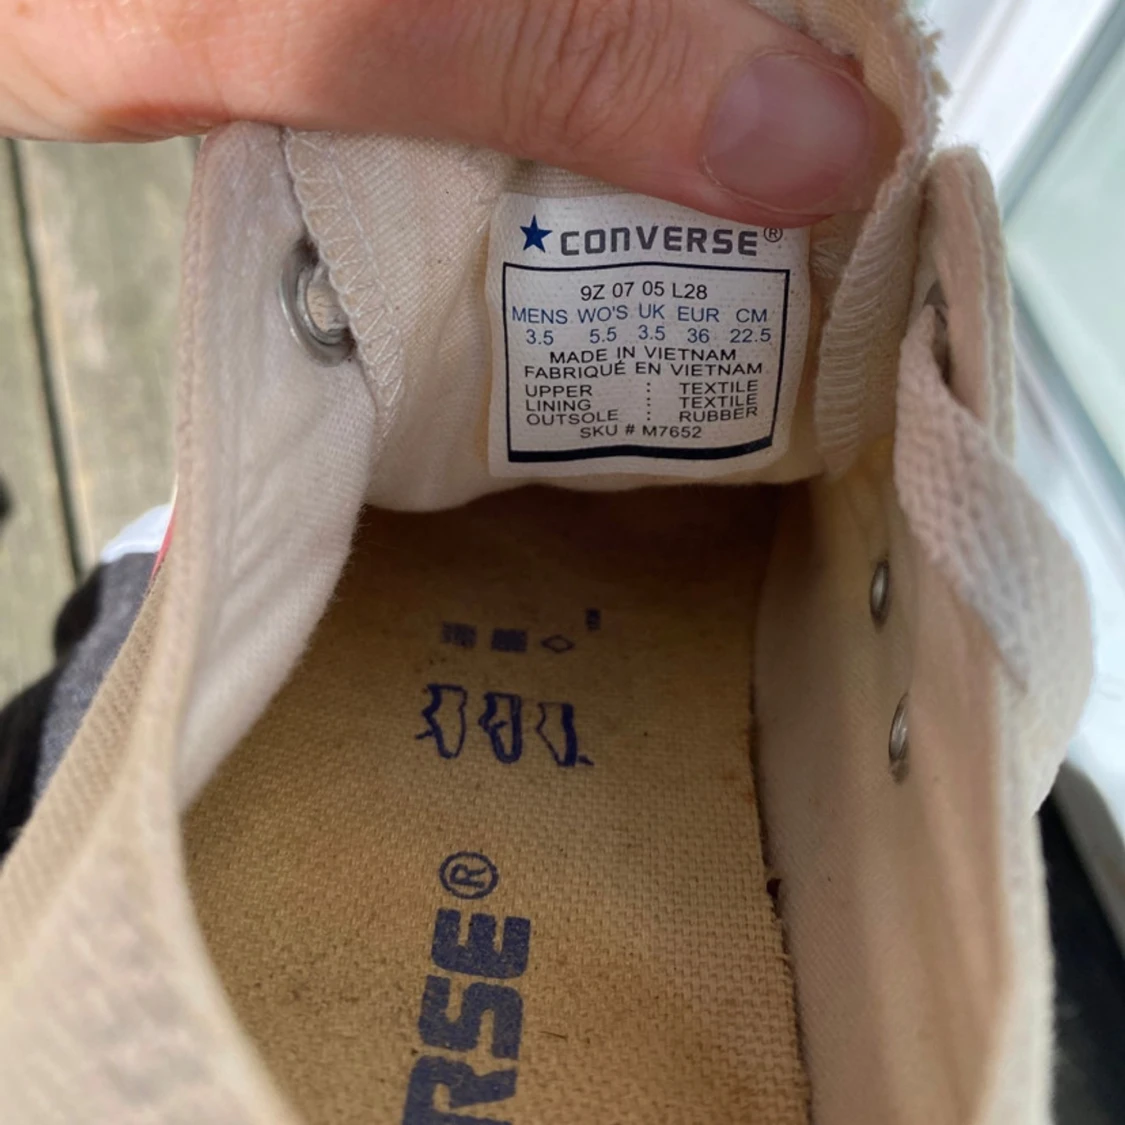 CONVERSE®
9Z 07 05 L28
MENS WO'S UK EUR CM
3.5 5.5 3.5 36 22.5
MADE IN VIETNAM
FABRIQUÉ EN VIETNAM
UPPER : TEXTILE
LINING : TEXTILE
OUTSOLE : RUBBER
SKU # M7652
RSE®